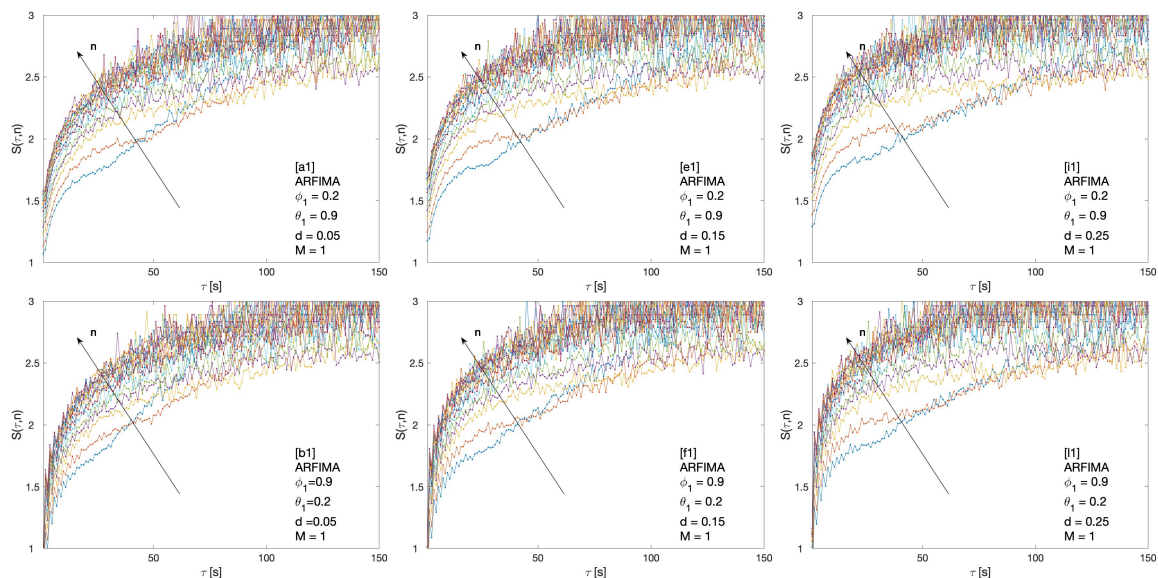 3
2.5
2
1.5
1
S(τ,n)
n
[a1]
ARFIMA
ϕ1 = 0.2
θ1 = 0.9
d = 0.05
M = 1
50
100
150
τ [s]
3
2.5
2
1.5
1
S(τ,n)
n
[e1]
ARFIMA
ϕ1 = 0.2
θ1 = 0.9
d = 0.15
M = 1
50
100
150
τ [s]
3
2.5
2
1.5
1
S(τ,n)
n
[i1]
ARFIMA
ϕ1 = 0.2
θ1 = 0.9
d = 0.25
M = 1
50
100
150
τ [s]
3
2.5
2
1.5
1
S(τ,n)
n
[b1]
ARFIMA
ϕ1=0.9
θ1=0.2
d =0.05
M = 1
50
100
150
τ [s]
3
2.5
2
1.5
1
S(τ,n)
n
[f1]
ARFIMA
ϕ1 = 0.9
θ1 = 0.2
d = 0.15
M = 1
50
100
150
τ [s]
3
2.5
2
1.5
1
S(τ,n)
n
[l1]
ARFIMA
ϕ1 = 0.9
θ1 = 0.2
d = 0.25
M = 1
50
100
150
τ [s]